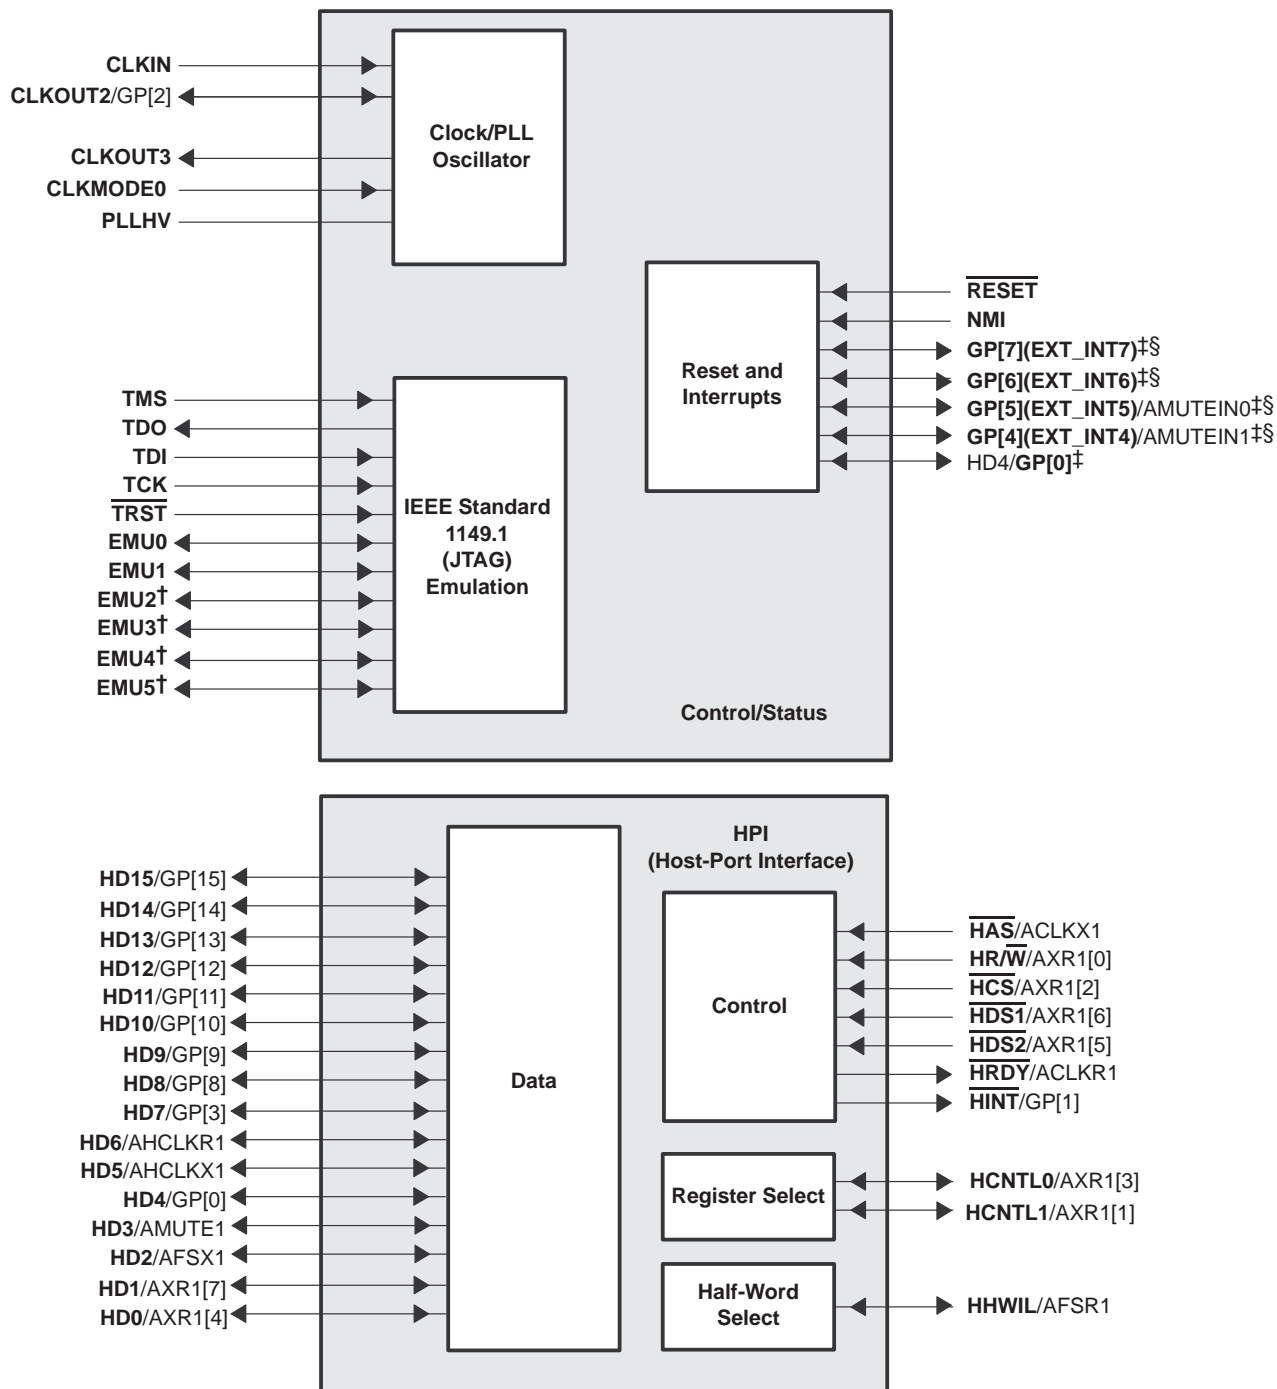 CLKIN
CLKOUT2/GP[2]
CLKOUT3
CLKMODE0
PLLHV
Clock/PLL
Oscillator
TMS
TDO
TDI
TCK
TRST
EMU0
EMU1
EMU2†
EMU3†
EMU4†
EMU5†
IEEE Standard
1149.1
(JTAG)
Emulation
Reset and
Interrupts
RESET
NMI
GP[7](EXT_INT7)‡§
GP[6](EXT_INT6)‡§
GP[5](EXT_INT5)/AMUTEIN0‡§
GP[4](EXT_INT4)/AMUTEIN1‡§
HD4/GP[0]‡
Control/Status
HPI
(Host-Port Interface)
HD15/GP[15]
HD14/GP[14]
HD13/GP[13]
HD12/GP[12]
HD11/GP[11]
HD10/GP[10]
HD9/GP[9]
HD8/GP[8]
HD7/GP[3]
HD6/AHCLKR1
HD5/AHCLKX1
HD4/GP[0]
HD3/AMUTE1
HD2/AFSX1
HD1/AXR1[7]
HD0/AXR1[4]
Data
Control
HAS/ACLKX1
HR/W/AXR1[0]
HCS/AXR1[2]
HDS1/AXR1[6]
HDS2/AXR1[5]
HRDY/ACLKR1
HINT/GP[1]
Register Select
HCNTL0/AXR1[3]
HCNTL1/AXR1[1]
Half-Word
Select
HHWIL/AFSR1